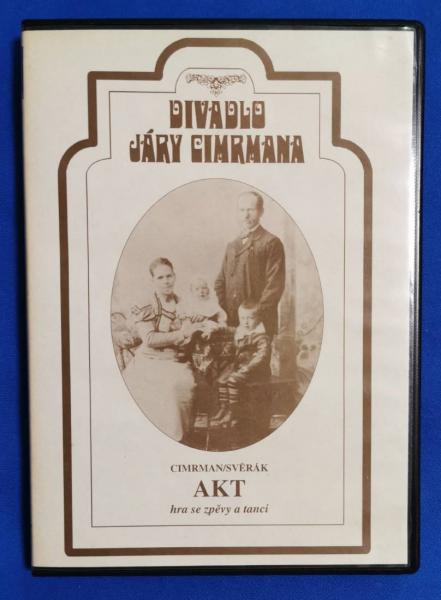 DIVADLO
JÁRY CIMRMANA
CIMRMAN/SVĚRÁK
AKT
hra se zpěvy a tanci